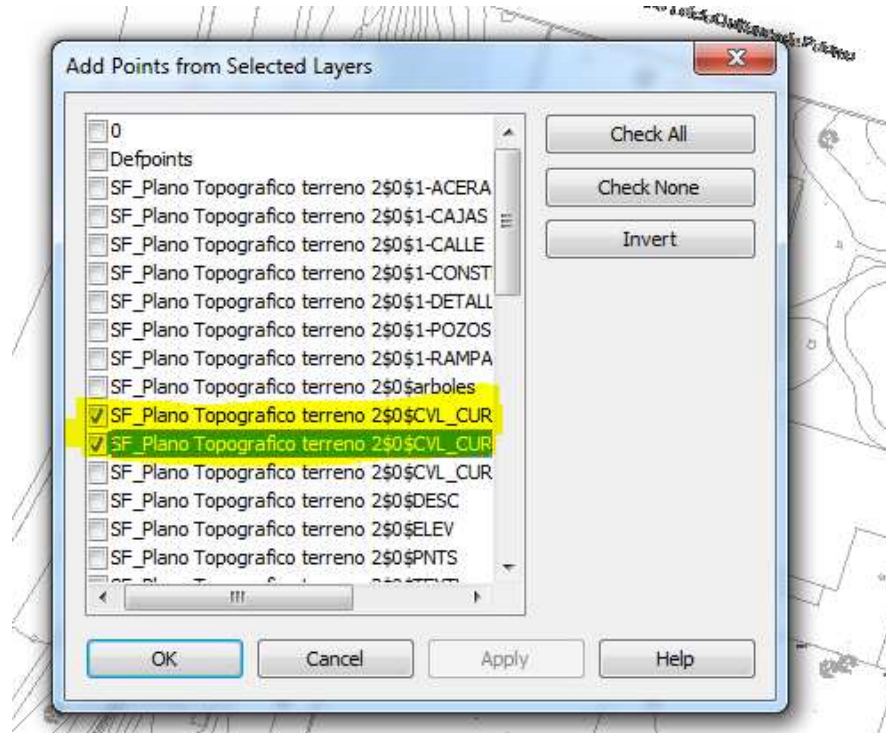 Add Points from Selected Layers
X
0
Defpoints
SF_Plano Topografico terreno 2$0$1-ACERA
SF_Plano Topografico terreno 2$0$1-CAJAS
SF_Plano Topografico terreno 2$0$1-CALLE
SF_Plano Topografico terreno 2$0$1-CONST
SF_Plano Topografico terreno 2$0$1-DETALL
SF_Plano Topografico terreno 2$0$1-POZOS
SF_Plano Topografico terreno 2$0$1-RAMPA
SF_Plano Topografico terreno 2$0$arboles
SF_Plano Topografico terreno 2$0$CVL_CUR
SF_Plano Topografico terreno 2$0$CVL_CUR
SF_Plano Topografico terreno 2$0$CVL_CUR
SF_Plano Topografico terreno 2$0$DESC
SF_Plano Topografico terreno 2$0$ELEV
SF_Plano Topografico terreno 2$0$PNTS
Check All
Check None
Invert
OK
Cancel
Apply
Help